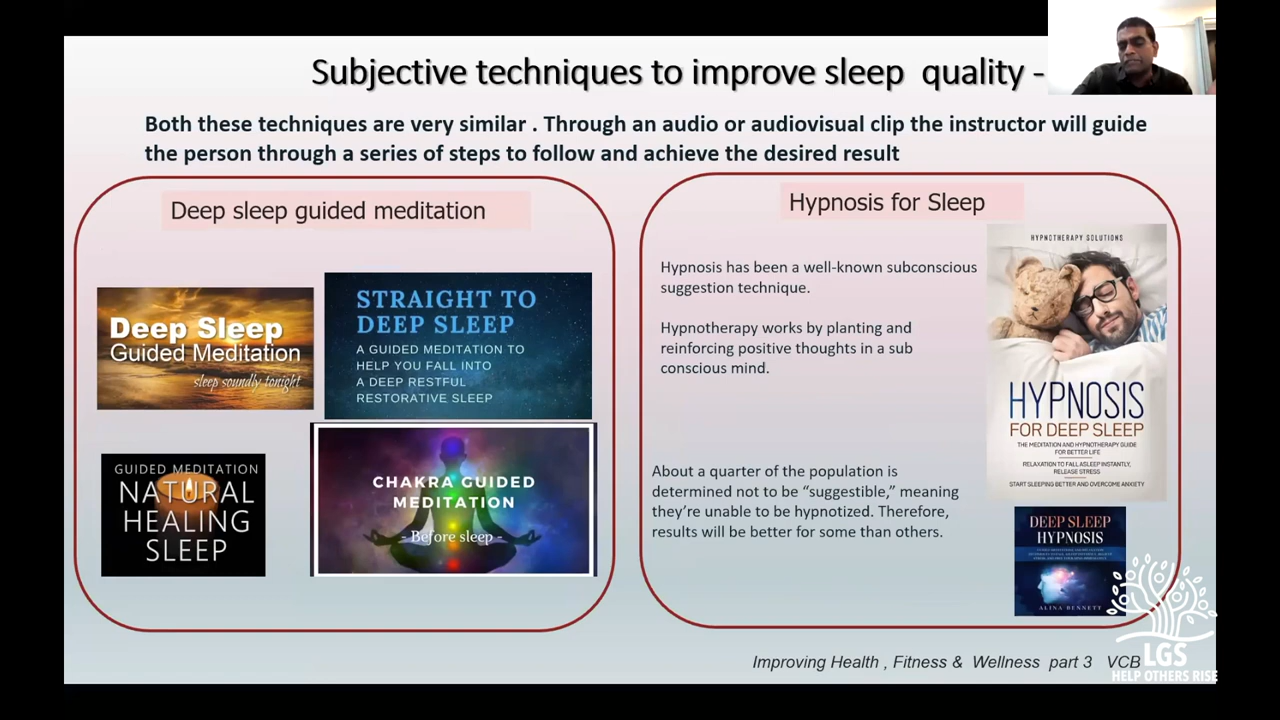 Subjective techniques to improve sleep quality -
Both these techniques are very similar . Through an audio or audiovisual clip the instructor will guide
the person through a series of steps to follow and achieve the desired result
Deep sleep guided meditation
Deep Sleep
Guided Meditation
sleep soundly tonight
STRAIGHT TO
DEEP SLEEP
A GUIDED MEDITATION TO
HELP YOU FALL INTO
A DEEP RESTFUL
RESTORATIVE SLEEP
GUIDED MEDITATION
NATURAL
HEALING
SLEEP
CHAKRA GUIDED
MEDITATION
- Before sleep -
Hypnosis for Sleep
Hypnosis has been a well-known subconscious
suggestion technique.
Hypnotherapy works by planting and
reinforcing positive thoughts in a sub
conscious mind.
About a quarter of the population is
determined not to be “suggestible,” meaning
they’re unable to be hypnotized. Therefore,
results will be better for some than others.
HYPNOTHERAPY SOLUTIONS
HYPNOSIS
FOR DEEP SLEEP
THE MEDITATION AND HYPNOTHERAPY GUIDE
FOR BETTER LIFE
RELAXATION TO FALL ASLEEP INSTANTLY,
RELEASE STRESS
START SLEEPING BETTER AND OVERCOME ANXIETY
DEEP SLEEP
HYPNOSIS
ALINA BENNETT
Improving Health , Fitness & Wellness part 3 VCB
LGS
HELP OTHERS RISE